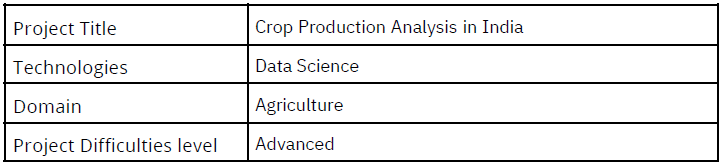 Project Title Crop Production Analysis in India
Technologies Data Science
Domain Agriculture
Project Difficulties level Advanced